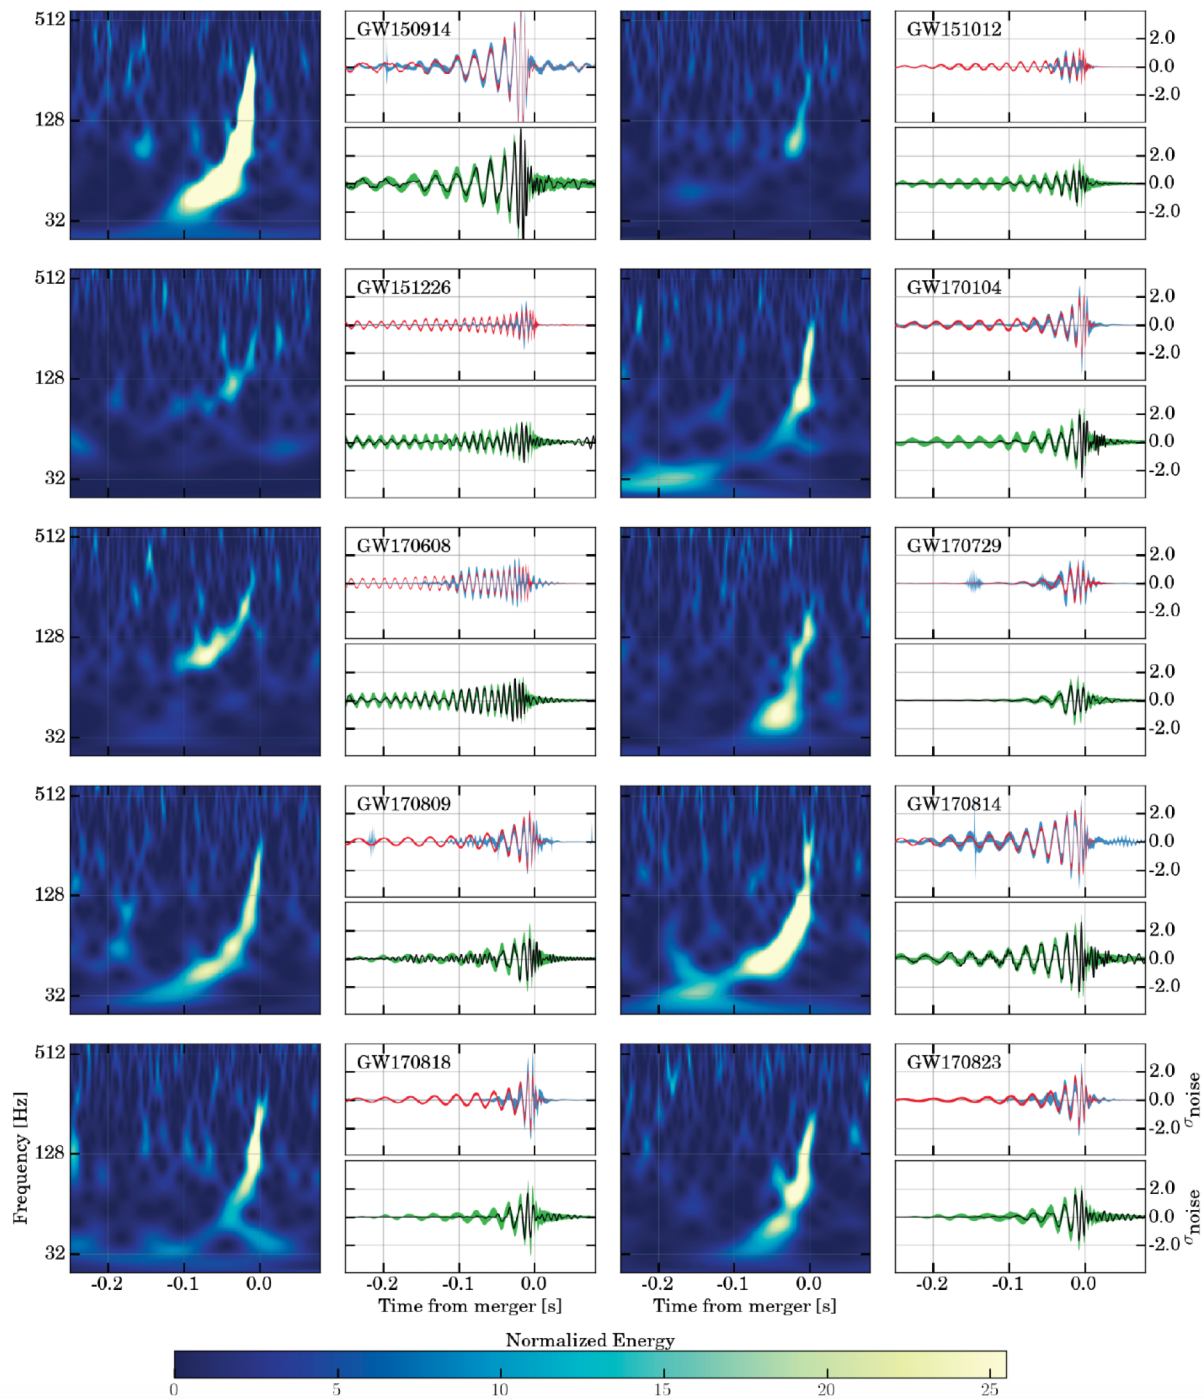 512
128
32
GW150914
GW151012
2.0
0.0
-2.0
2.0
0.0
-2.0
512
128
32
GW151226
GW170104
2.0
0.0
-2.0
2.0
0.0
-2.0
512
128
32
GW170608
GW170729
2.0
0.0
-2.0
2.0
0.0
-2.0
512
128
32
GW170809
GW170814
2.0
0.0
-2.0
2.0
0.0
-2.0
Frequency [Hz]
512
128
32
GW170818
GW170823
2.0
0.0
-2.0
σnoise
2.0
0.0
-2.0
σnoise
-0.2 -0.1 0.0 -0.2 -0.1 0.0 -0.2 -0.1 0.0 -0.2 -0.1 0.0
Time from merger [s] Time from merger [s]
Normalized Energy
0 5 10 15 20 25